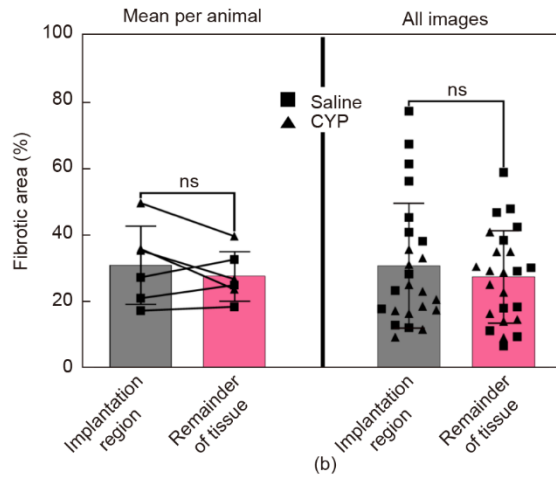 Mean per animal
All images
100
80
60
40
20
0
Fibrotic area (%)
Saline
CYP
ns
ns
Implantation
region
Remainder
of tissue
Implantation
region
Remainder
of tissue
(b)